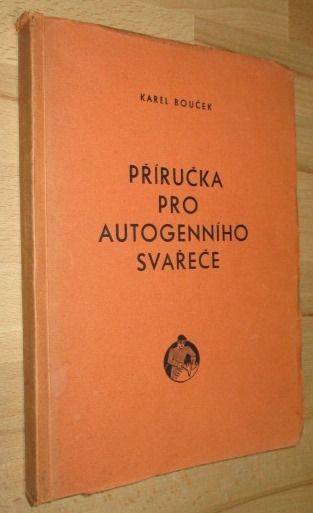 KAREL BOUČEK
PŘÍRUČKA
PRO
AUTOGENNÍHO
SVAŘEČE